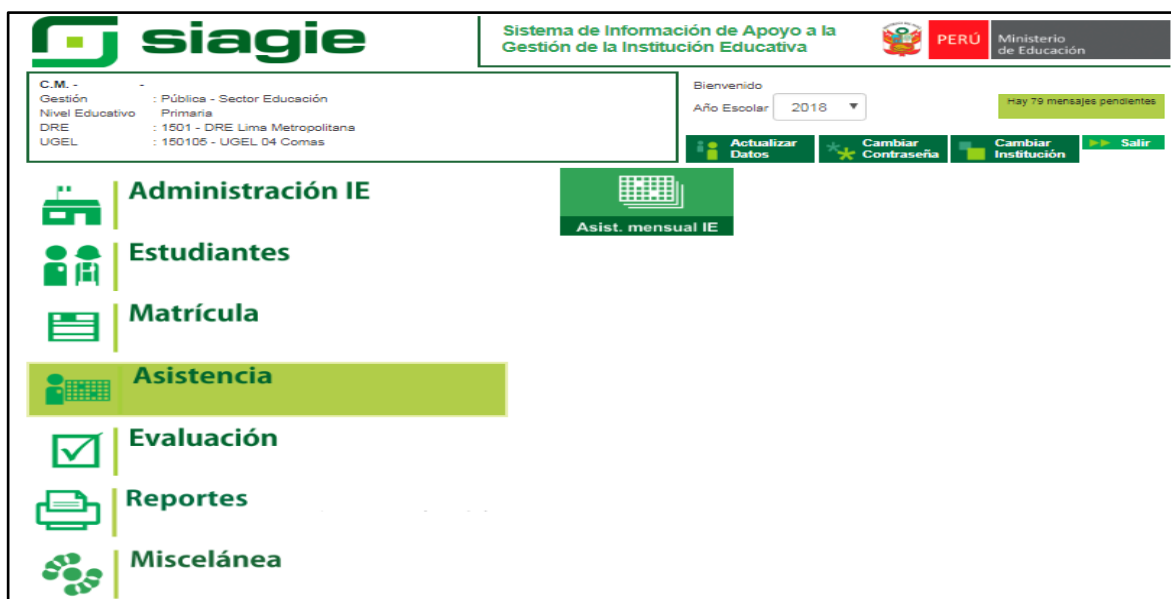 siagie
Sistema de Información de Apoyo a la
Gestión de la Institución Educativa
PERÚ
Ministerio
de Educación
C.M. - -
Gestión : Pública - Sector Educación
Nivel Educativo Primaria
DRE : 1501 - DRE Lima Metropolitana
UGEL : 150105 - UGEL 04 Comas
Bienvenido
Año Escolar 2018
Hay 79 mensajes pendientes
Actualizar
Datos
Cambiar
Contraseña
Cambiar
Institución
Salir
Administración IE
Asist. mensual IE
Estudiantes
Matrícula
Asistencia
Evaluación
Reportes
Miscelánea